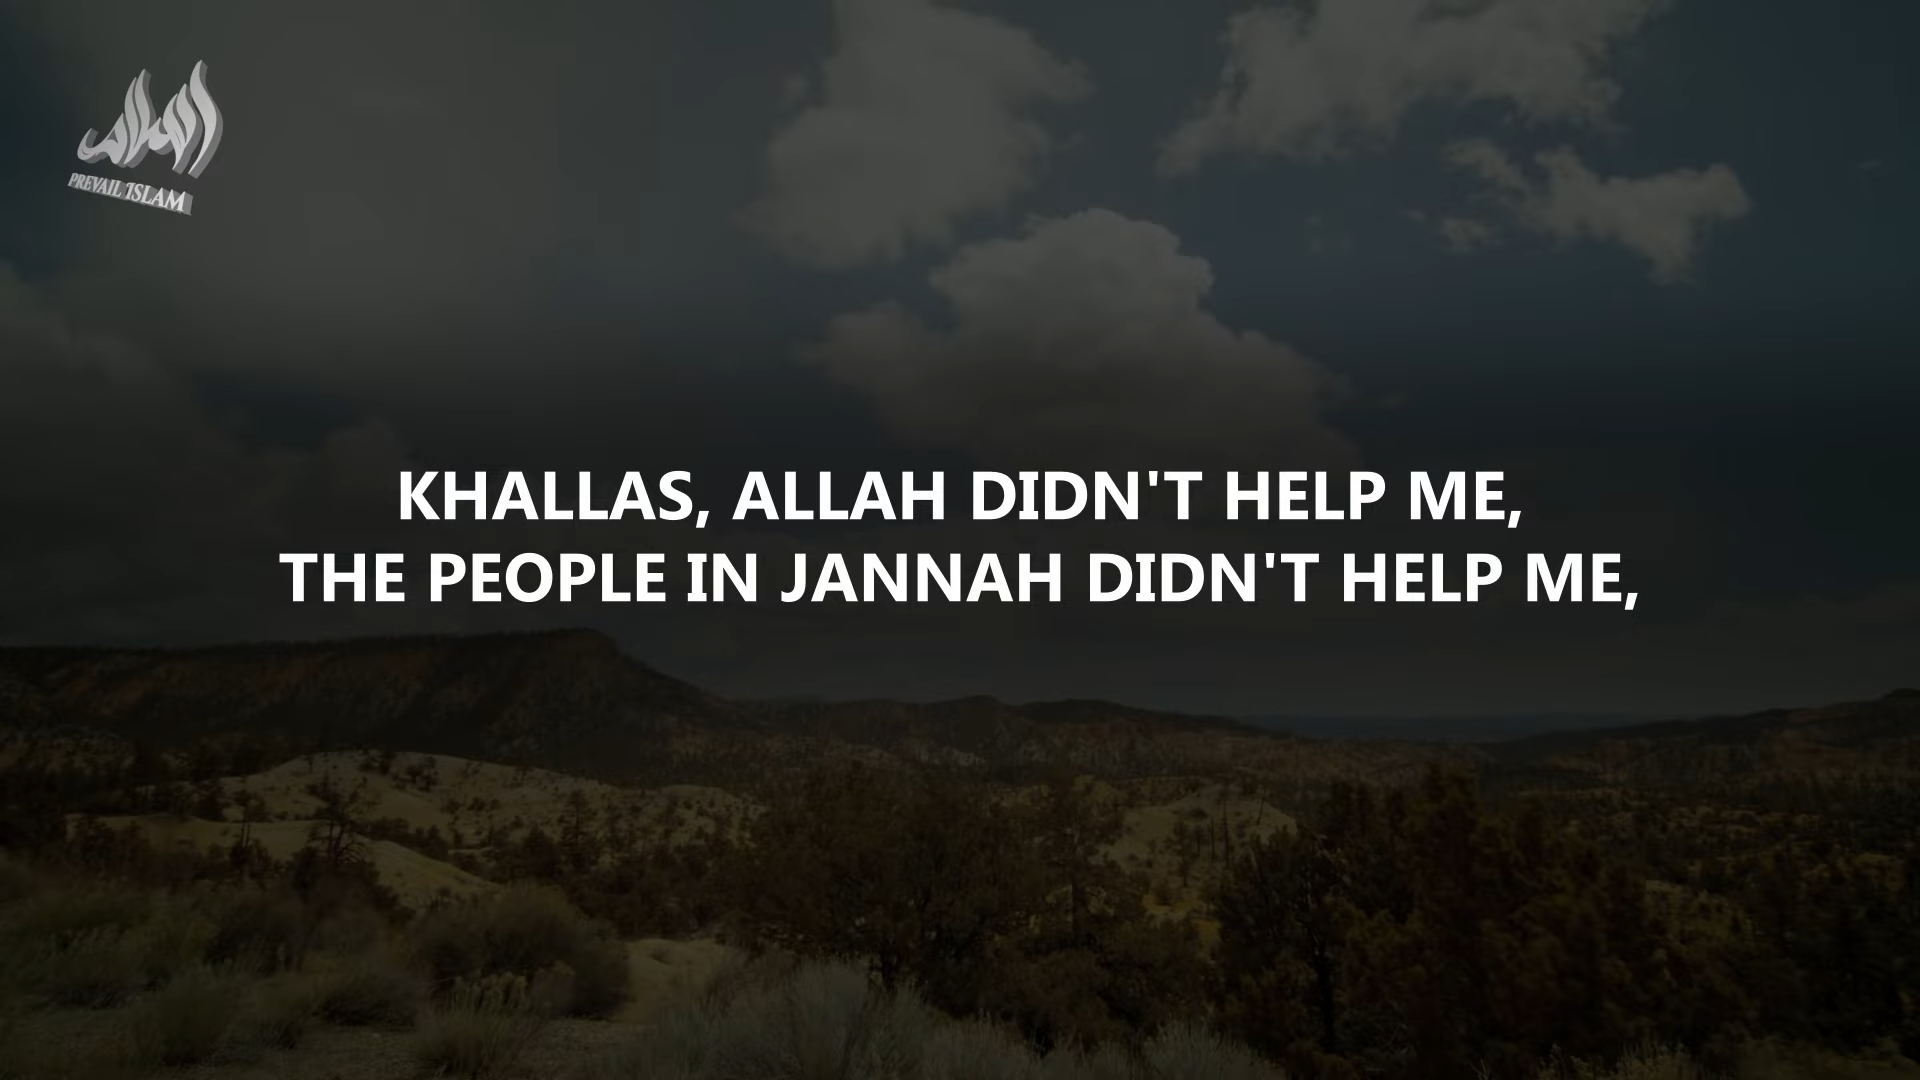 PREVAIL ISLAM
KHALLAS, ALLAH DIDN'T HELP ME,
THE PEOPLE IN JANNAH DIDN'T HELP ME,